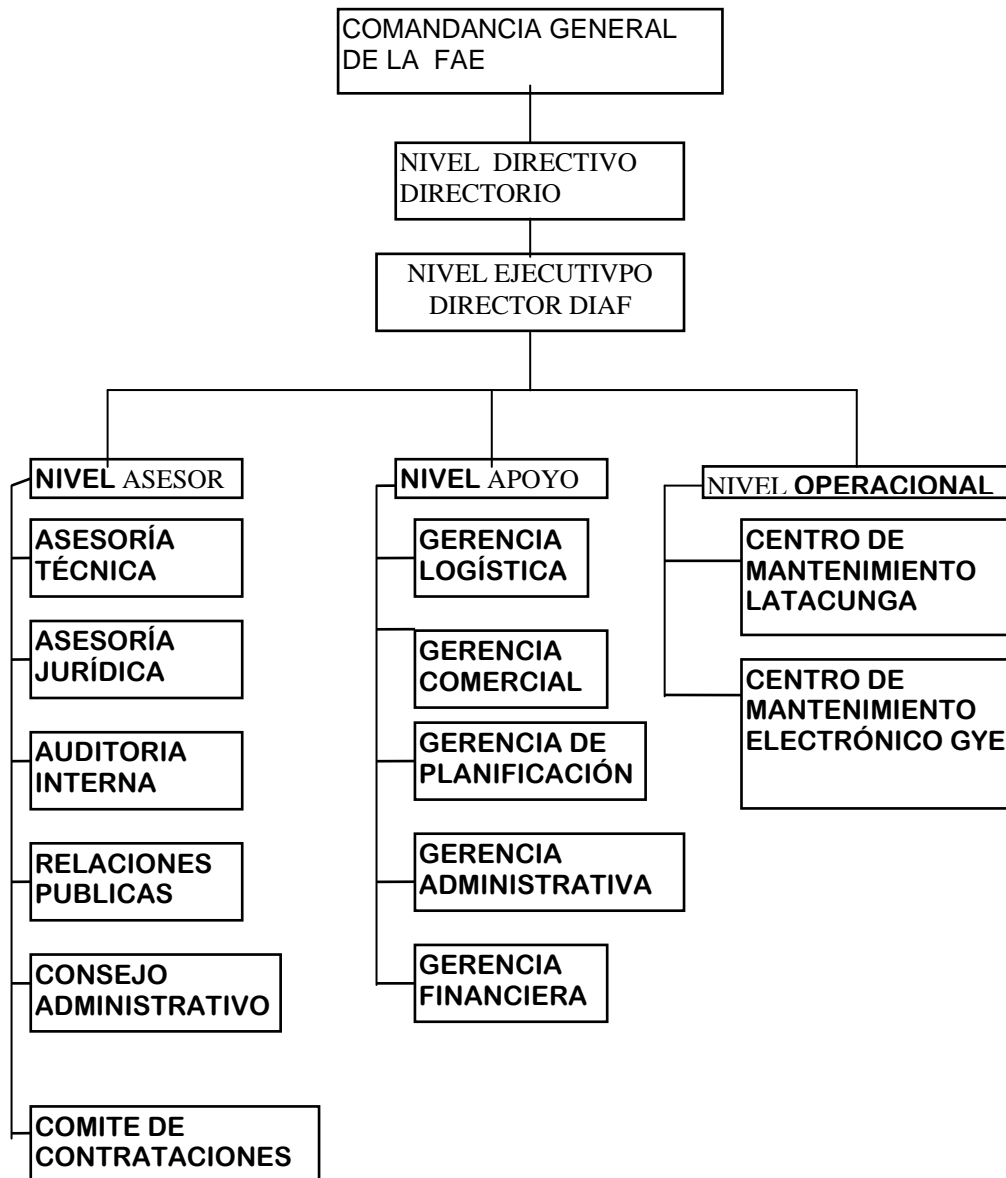 COMANDANCIA GENERAL
DE LA FAE
NIVEL DIRECTIVO
DIRECTORIO
NIVEL EJECUTIVPO
DIRECTOR DIAF
NIVEL ASESOR
ASESORÍA
TÉCNICA
ASESORÍA
JURÍDICA
AUDITORIA
INTERNA
RELACIONES
PUBLICAS
CONSEJO
ADMINISTRATIVO
COMITE DE
CONTRATACIONES
NIVEL APOYO
GERENCIA
LOGÍSTICA
GERENCIA
COMERCIAL
GERENCIA DE
PLANIFICACIÓN
GERENCIA
ADMINISTRATIVA
GERENCIA
FINANCIERA
NIVEL OPERACIONAL
CENTRO DE
MANTENIMIENTO
LATACUNGA
CENTRO DE
MANTENIMIENTO
ELECTRÓNICO GYE